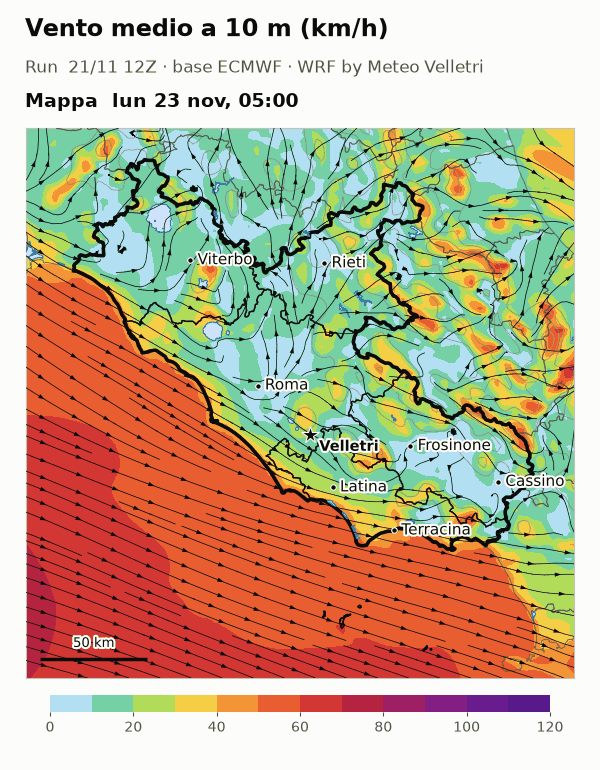 Vento medio a 10 m (km/h)
Run  21/11 12Z · base ECMWF · WRF by Meteo Velletri
Mappa  lun 23 nov, 05:00
Viterbo
Rieti
Roma
Velletri
Frosinone
Cassino
Latina
Terracina
50 km
0 20 40 60 80 100 120